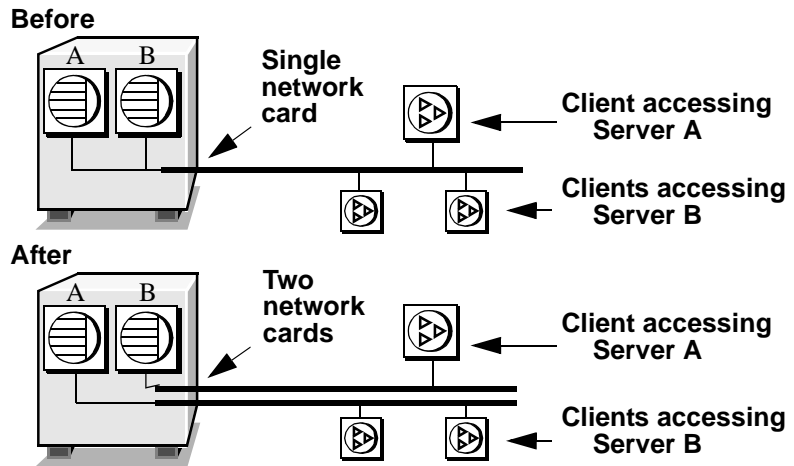 Before
A B
Single
network
card
Client accessing
Server A
Clients accessing
Server B
After
A B
Two
network
cards
Client accessing
Server A
Clients accessing
Server B